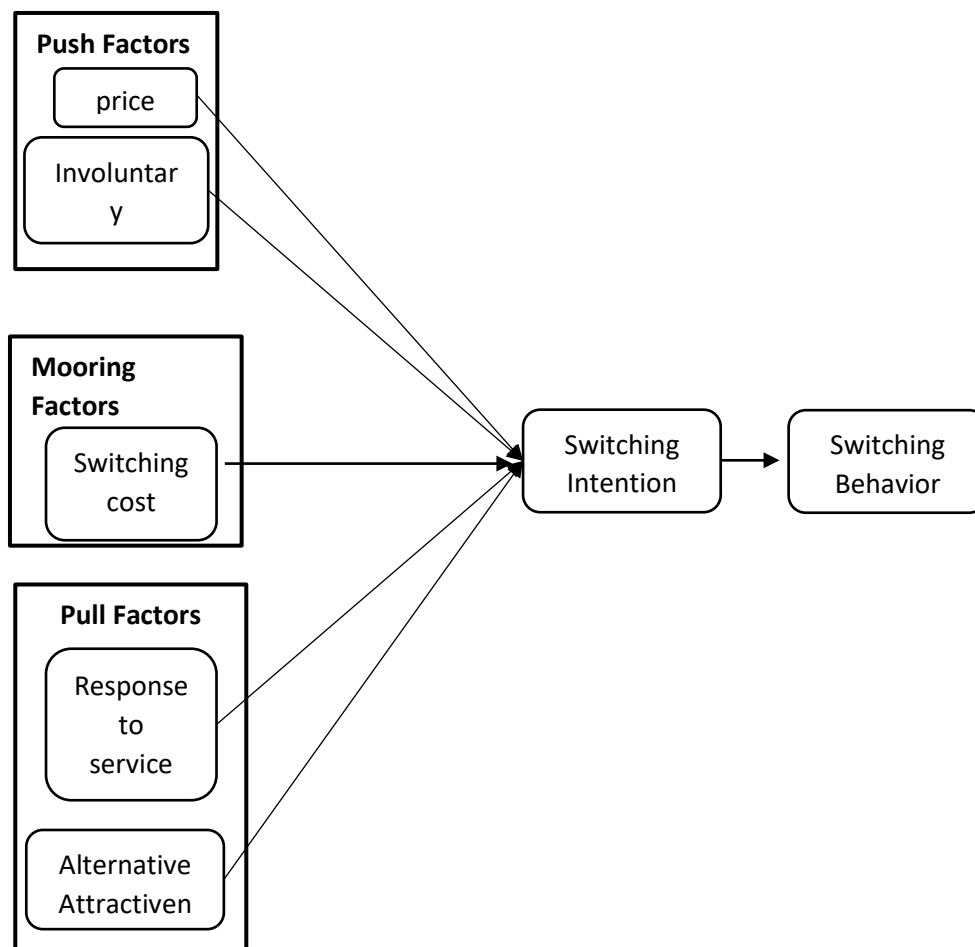 Push Factors
price
Involuntar
y
Mooring
Factors
Switching
cost
Switching
Intention
Switching
Behavior
Pull Factors
Response
to
service
Alternative
Attractiven